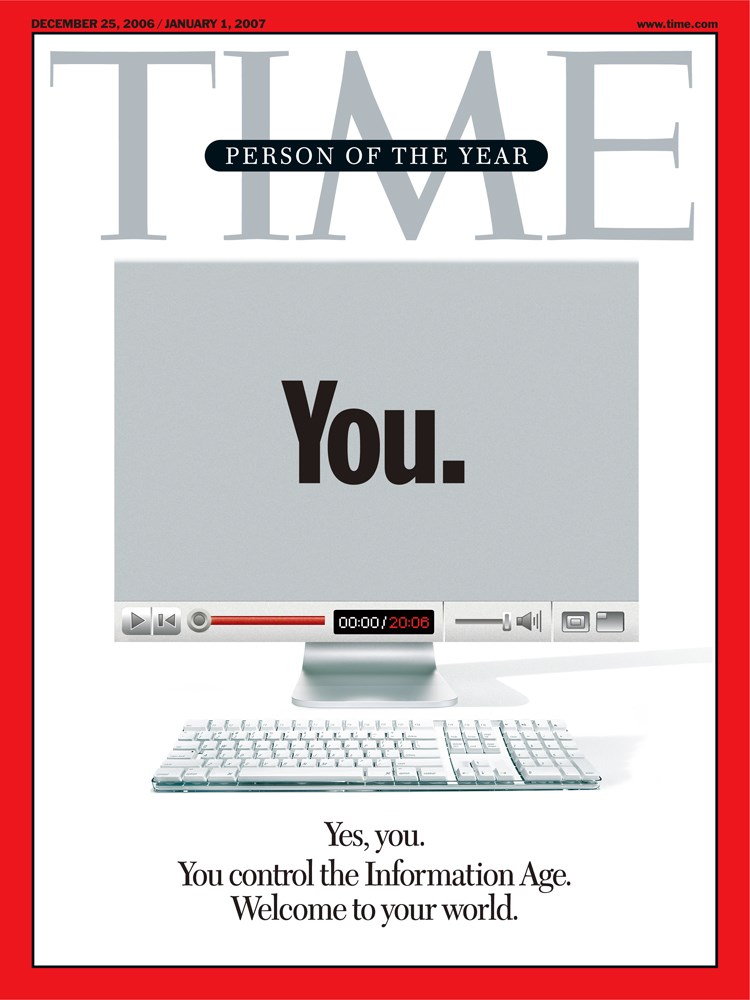 DECEMBER 25, 2006 / JANUARY 1, 2007
www.time.com
TIME
PERSON OF THE YEAR
You.
00:00/20:06
Yes, you.
You control the Information Age.
Welcome to your world.